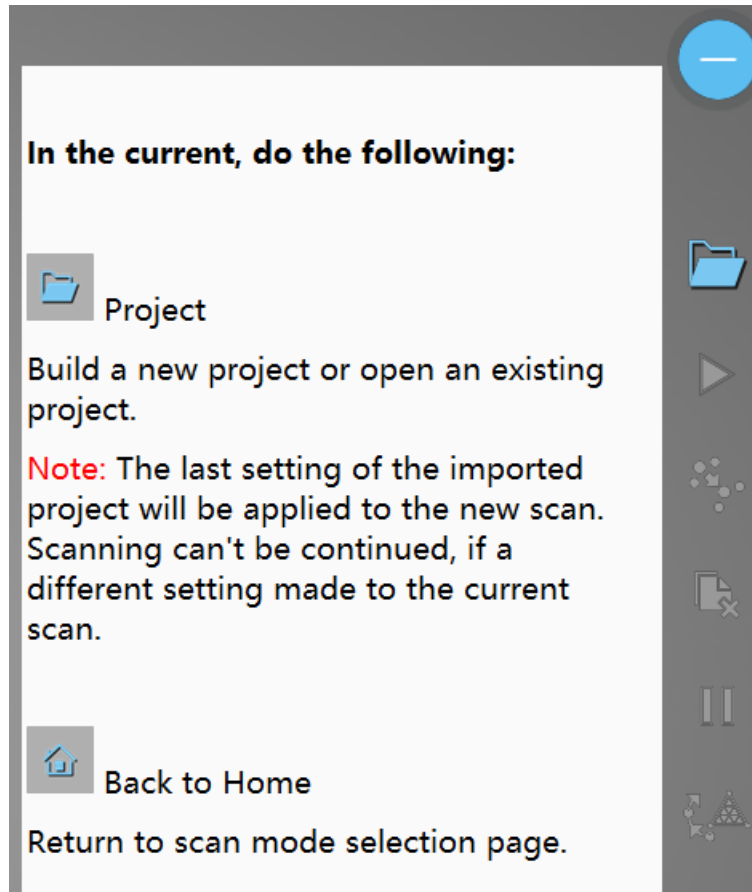 In the current, do the following:
Project
Build a new project or open an existing
project.
Note: The last setting of the imported
project will be applied to the new scan.
Scanning can't be continued, if a
different setting made to the current
scan.
Back to Home
Return to scan mode selection page.